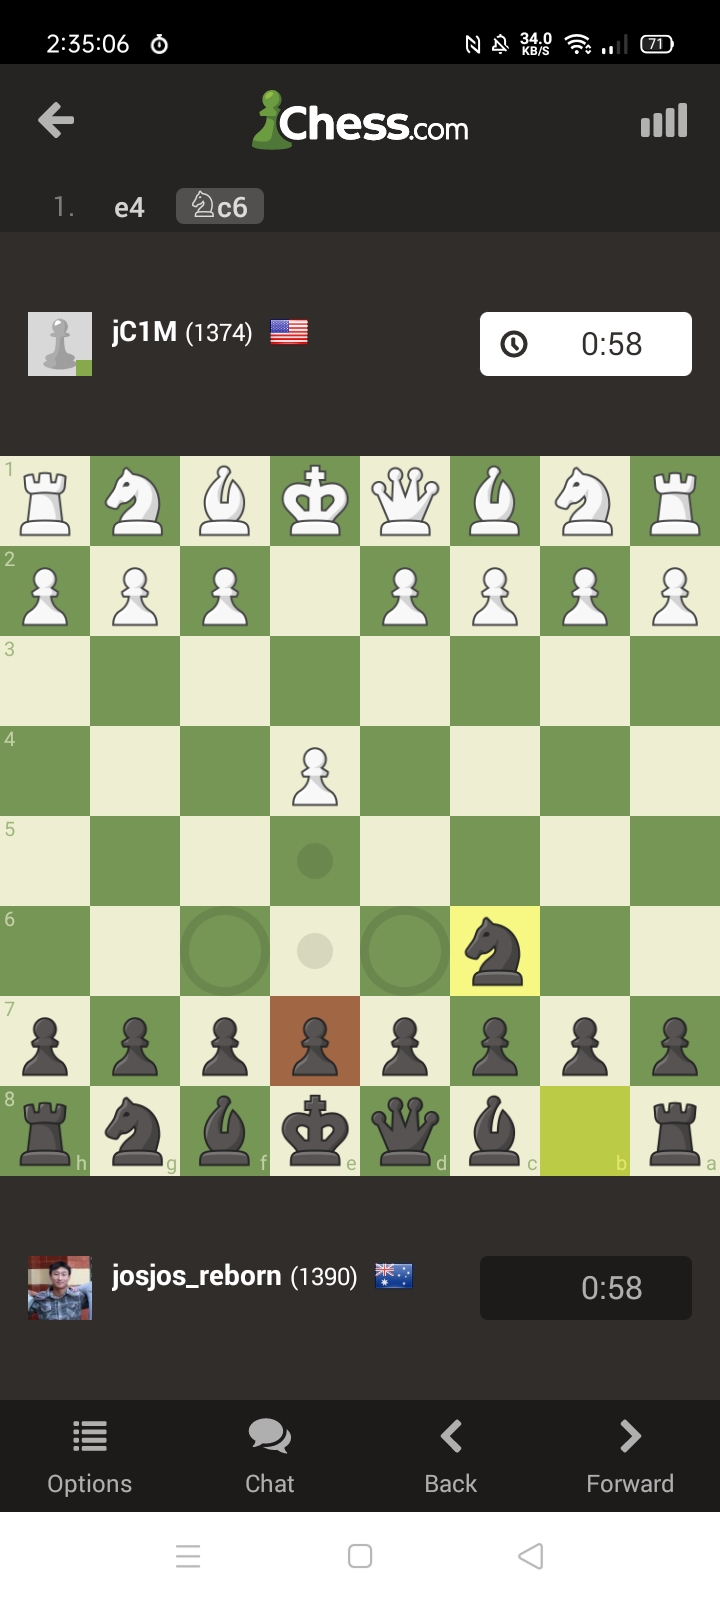 2:35:06 34.0 KB/S 71
Chess.com
1. e4 ♘c6
jC1M (1374) 0:58
1
2
3
4
5
6
7
8 h g f e d c b a
josjos_reborn (1390) 0:58
Options Chat Back Forward